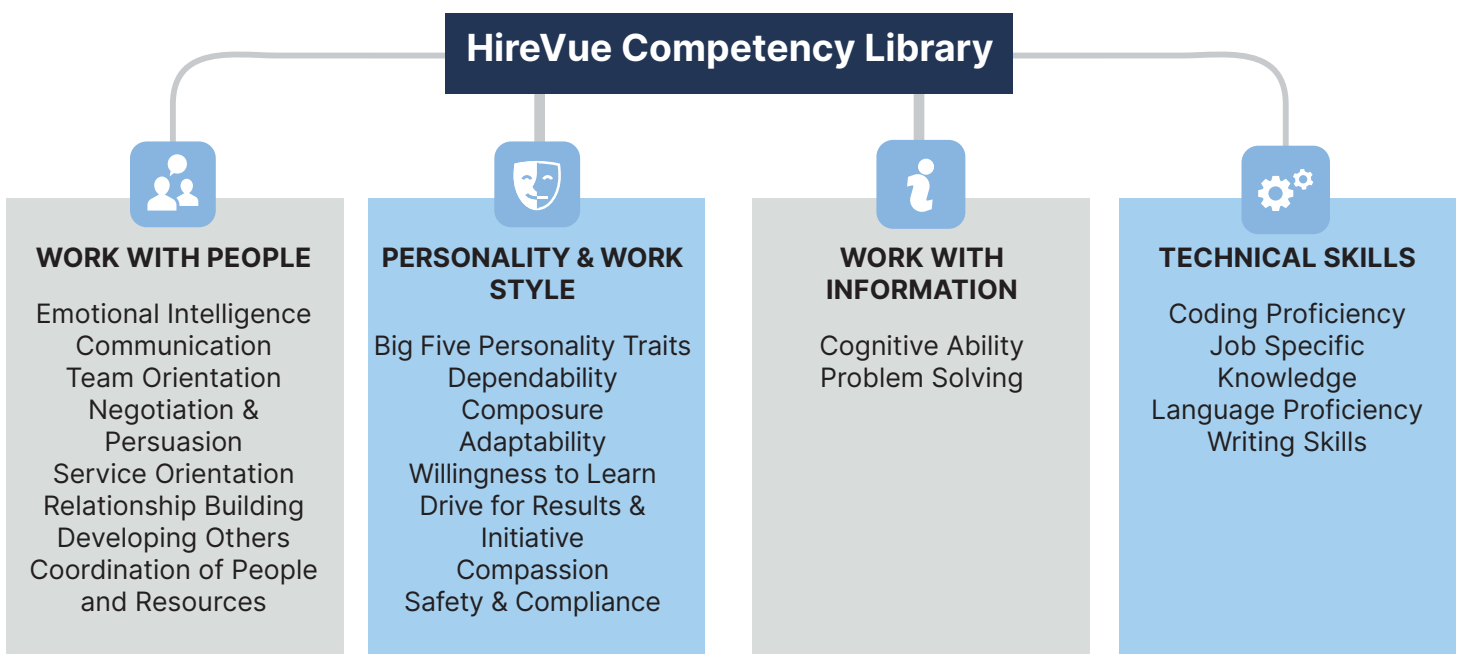 HireVue Competency Library
WORK WITH PEOPLE
Emotional Intelligence
Communication
Team Orientation
Negotiation &
Persuasion
Service Orientation
Relationship Building
Developing Others
Coordination of People
and Resources
PERSONALITY & WORK
STYLE
Big Five Personality Traits
Dependability
Composure
Adaptability
Willingness to Learn
Drive for Results &
Initiative
Compassion
Safety & Compliance
WORK WITH
INFORMATION
Cognitive Ability
Problem Solving
TECHNICAL SKILLS
Coding Proficiency
Job Specific
Knowledge
Language Proficiency
Writing Skills